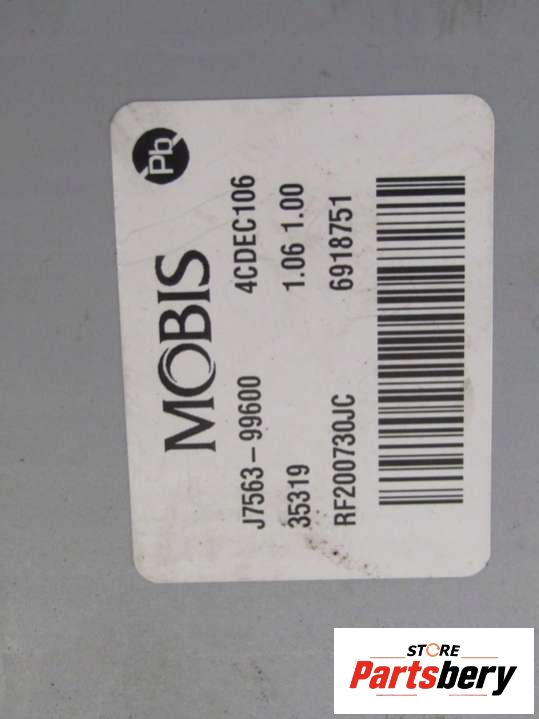 Pb
MOBIS
J7563-99600 4CDEC106
35319 1.06 1.00
RF200730JC 6918751
STORE
Partsbery